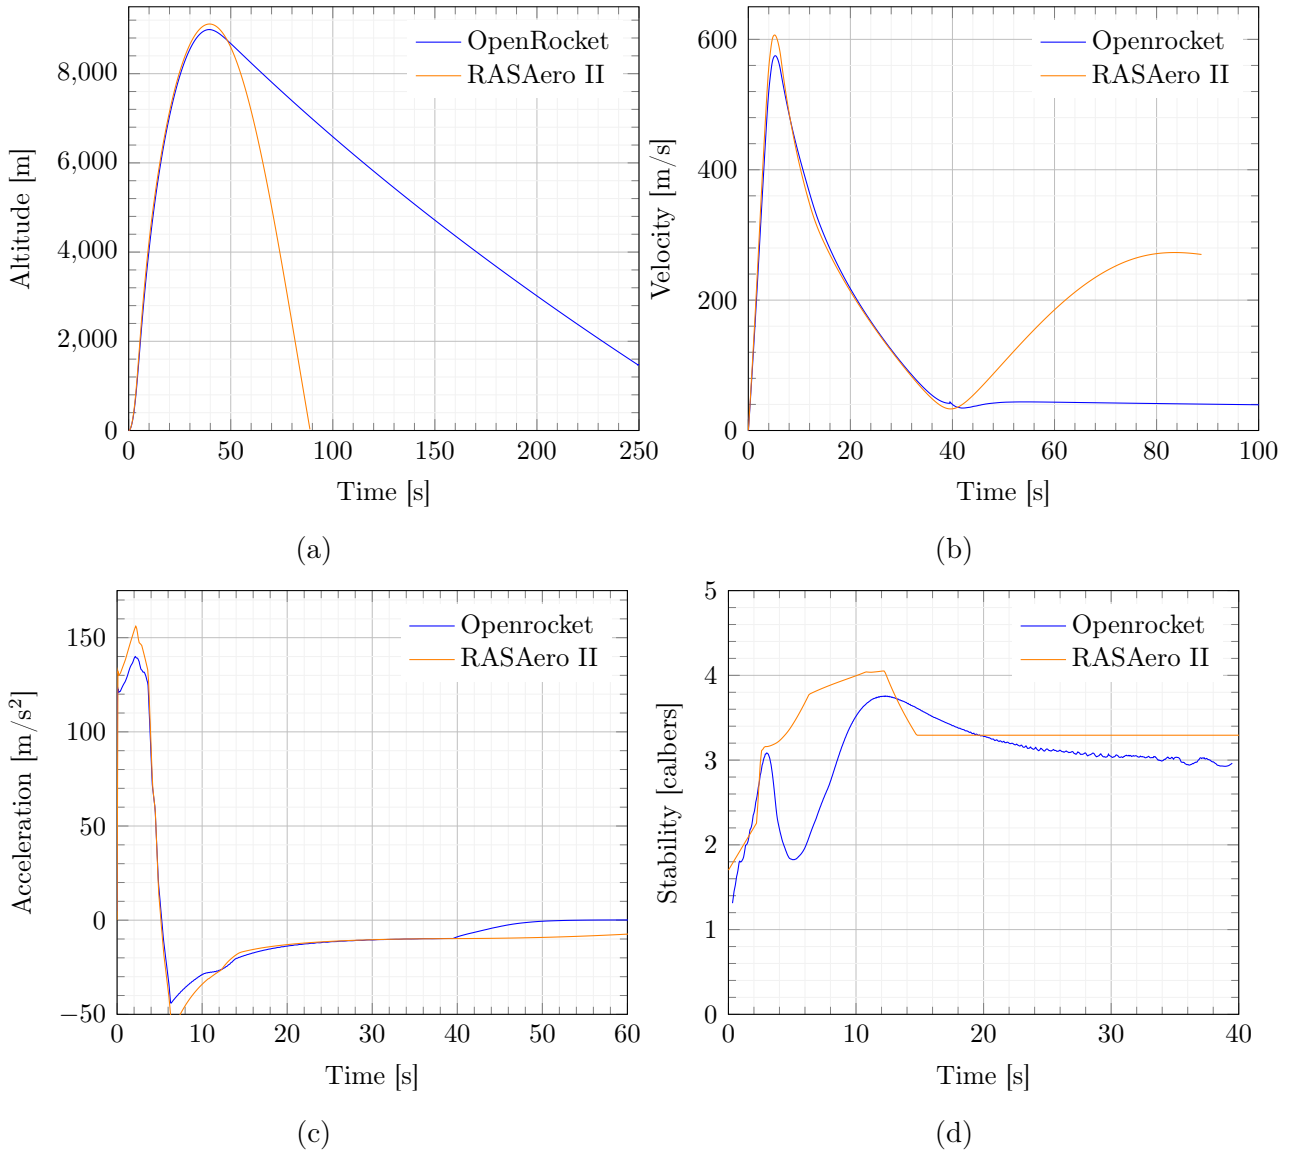 OpenRocket
RASAero II
8,000
6,000
4,000
2,000
0
0 50 100 150 200 250
Altitude [m]
Time [s]
(a)
Openrocket
RASAero II
600
400
200
0
0 20 40 60 80 100
Velocity [m/s]
Time [s]
(b)
Openrocket
RASAero II
150
100
50
0
−50
0 10 20 30 40 50 60
Acceleration [m/s²]
Time [s]
(c)
Openrocket
RASAero II
5
4
3
2
1
0
0 10 20 30 40
Stability [calbers]
Time [s]
(d)